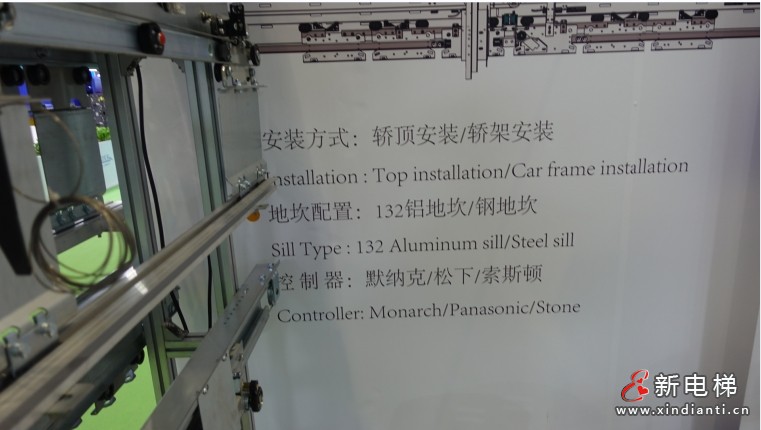 安装方式：轿顶安装/轿架安装
Installation : Top installation/Car frame installation
地坎配置：132铝地坎/钢地坎
Sill Type : 132 Aluminum sill/Steel sill
控 制 器：默纳克/松下/索斯顿
Controller: Monarch/Panasonic/Stone
新电梯
www.xindianti.cn